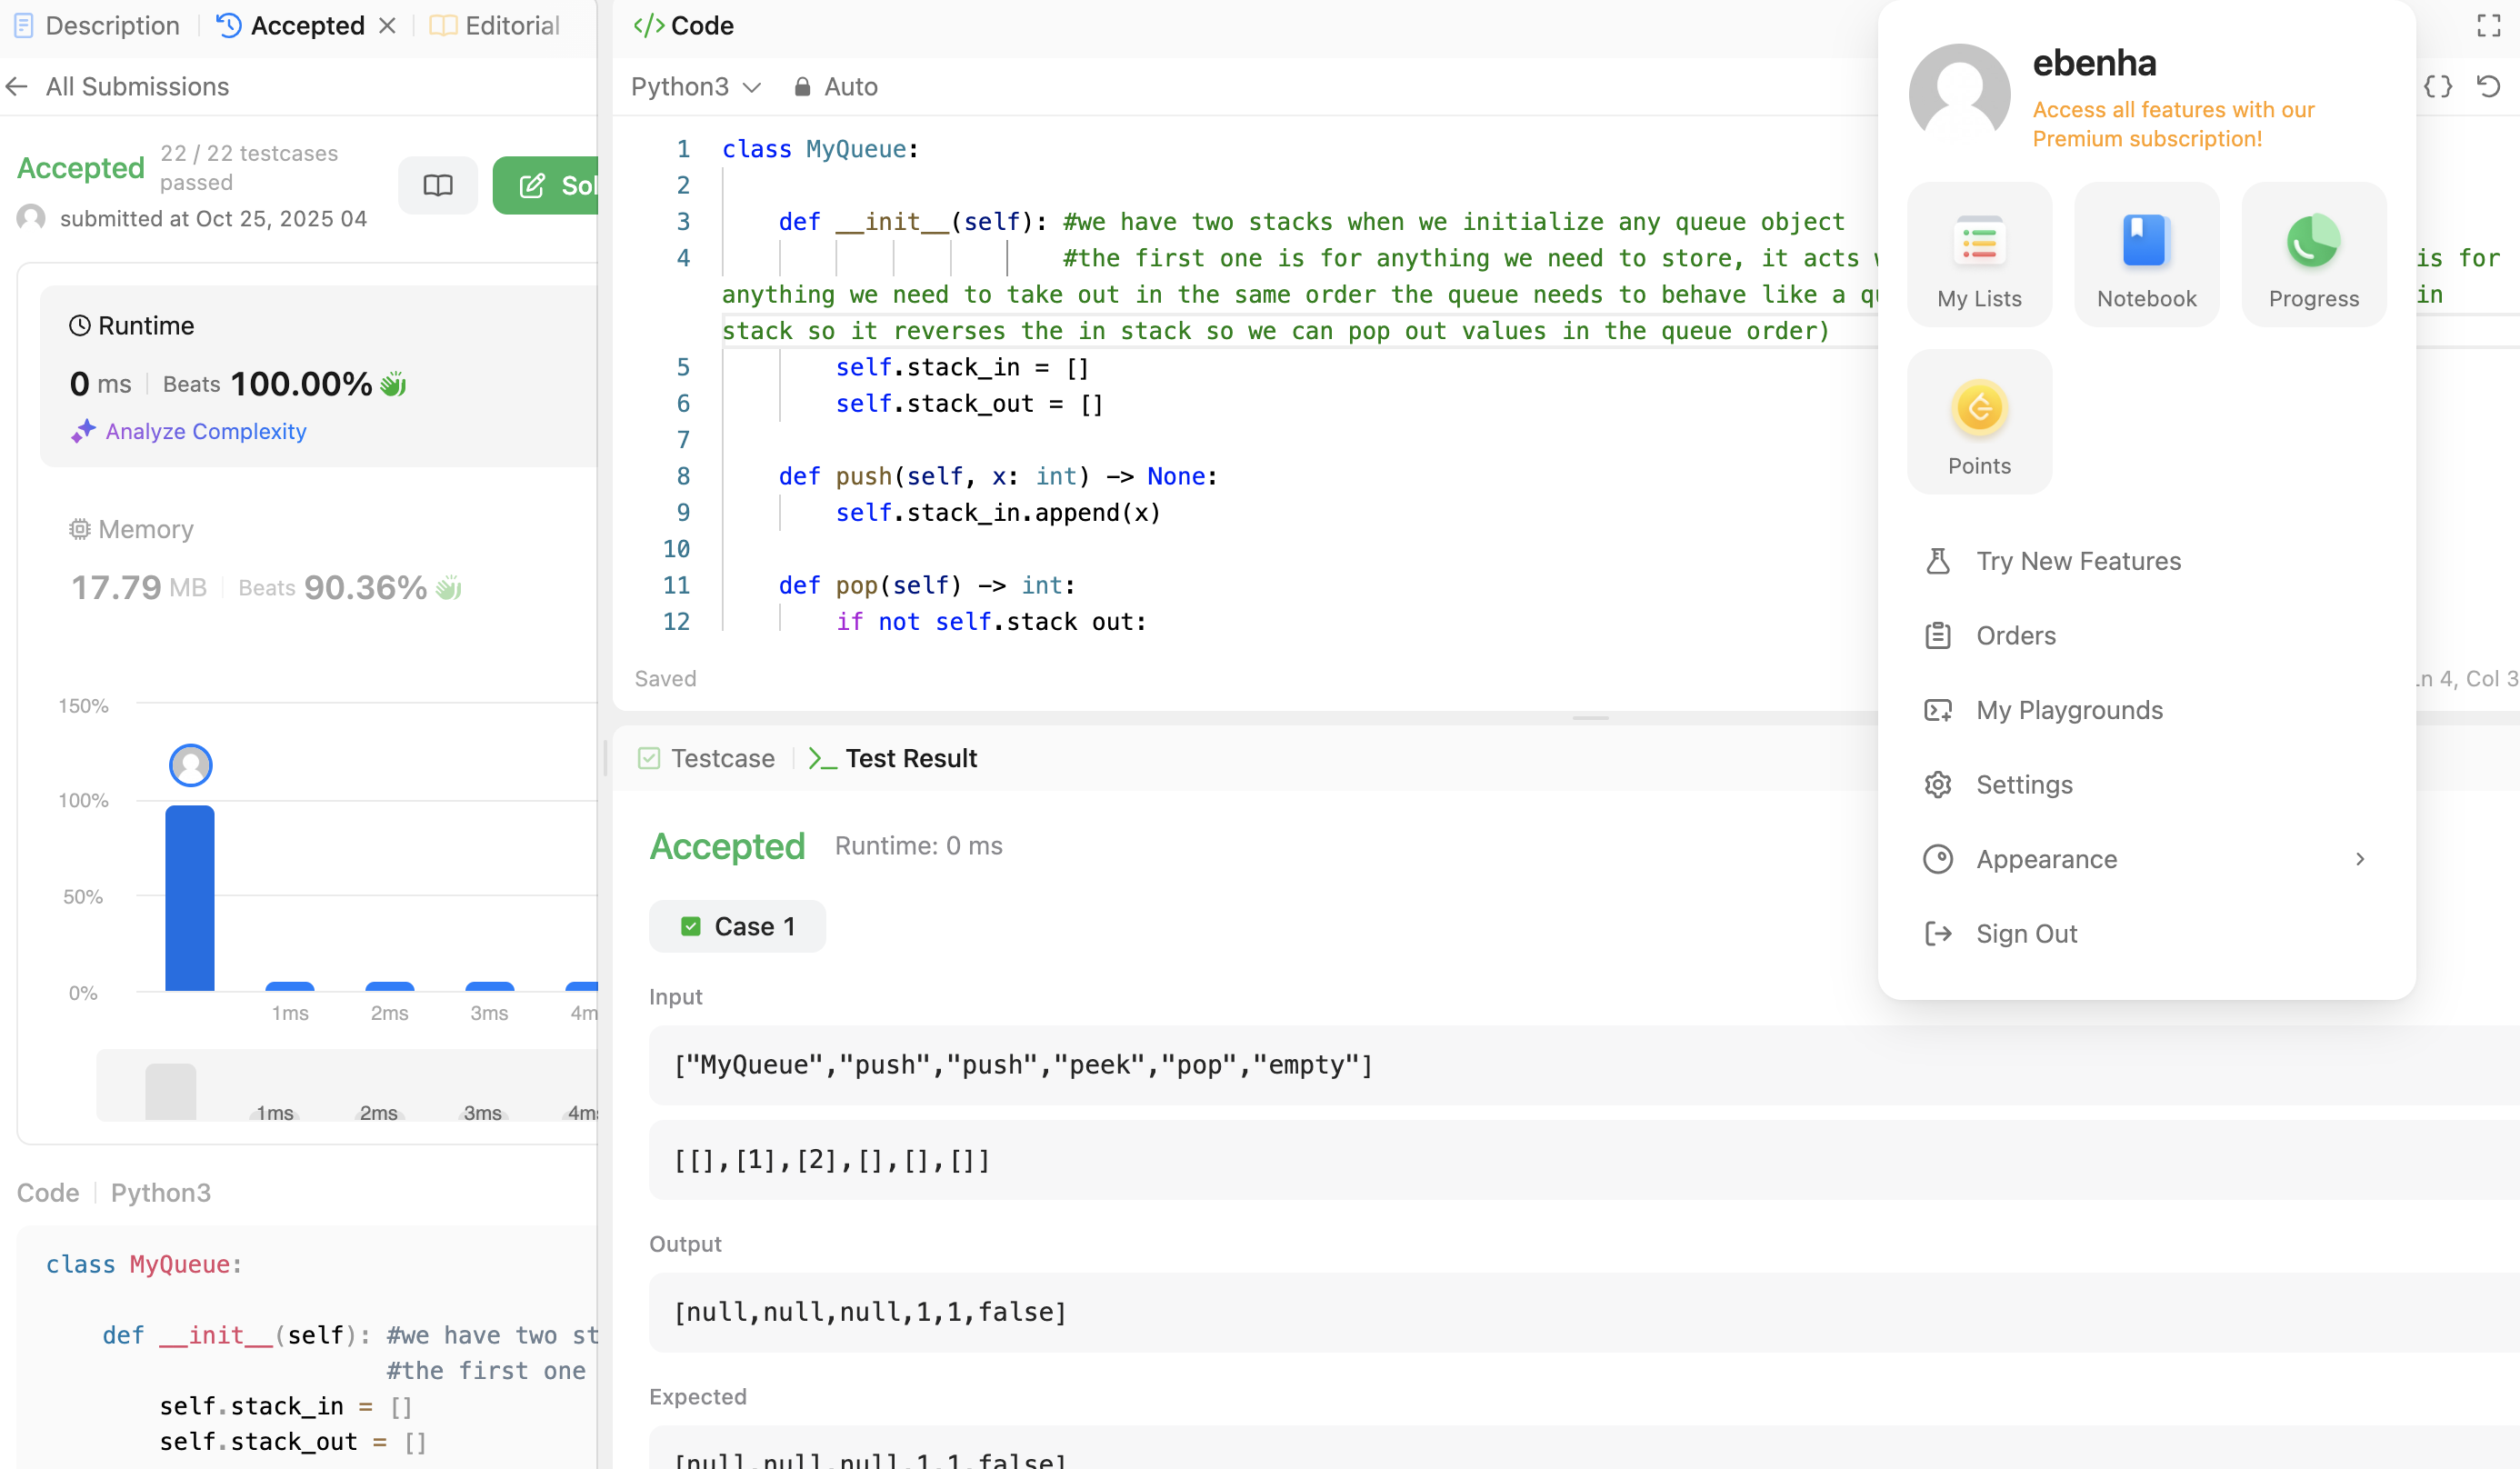 Description
Accepted
Editorial
All Submissions
Accepted
22 / 22 testcases
passed
submitted at Oct 25, 2025 04
Runtime
0 ms
Beats 100.00%
Analyze Complexity
Memory
17.79 MB
Beats 90.36%
150%
100%
50%
0%
1ms 2ms 3ms
1ms 2ms 3ms
Code
Python3
class MyQueue:
def __init__(self): #we have two
#the first one
self.stack_in = []
self.stack_out = []
</> Code
Python3
Auto
1 class MyQueue:
2
3 def __init__(self): #we have two stacks when we initialize any queue object
4 #the first one is for anything we need to store, it acts is for
anything we need to take out in the same order the queue needs to behave like a in
stack so it reverses the in stack so we can pop out values in the queue order)
5 self.stack_in = []
6 self.stack_out = []
7
8 def push(self, x: int) -> None:
9 self.stack_in.append(x)
10
11 def pop(self) -> int:
12 if not self.stack out:
Saved
4, Col 3
Testcase
Test Result
Accepted
Runtime: 0 ms
Case 1
Input
["MyQueue","push","push","peek","pop","empty"]
[[],[1],[2],[],[],[]]
Output
[null,null,null,1,1,false]
Expected
[null,null,null,1,1,false]
ebenha
Access all features with our
Premium subscription!
My Lists
Notebook
Progress
Points
Try New Features
Orders
My Playgrounds
Settings
Appearance
Sign Out